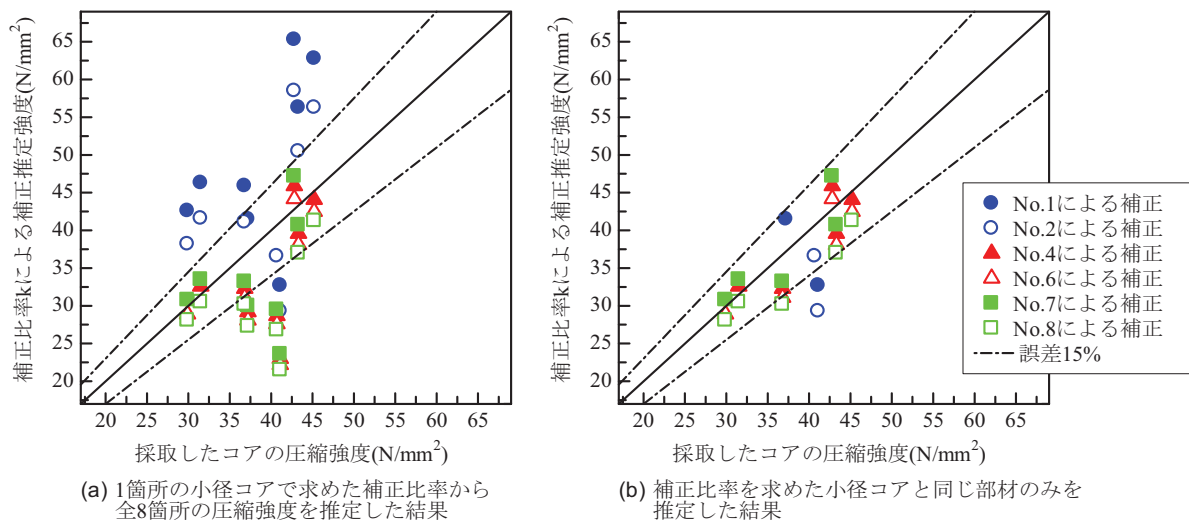 補正比率kによる補正推定強度(N/mm²)
65
60
55
50
45
40
35
30
25
20
20 25 30 35 40 45 50 55 60 65
採取したコアの圧縮強度(N/mm²)
(a) 1箇所の小径コアで求めた補正比率から
全8箇所の圧縮強度を推定した結果
補正比率kによる補正推定強度(N/mm²)
65
60
55
50
45
40
35
30
25
20
20 25 30 35 40 45 50 55 60 65
採取したコアの圧縮強度(N/mm²)
(b) 補正比率を求めた小径コアと同じ部材のみを
推定した結果
No.1による補正
No.2による補正
No.4による補正
No.6による補正
No.7による補正
No.8による補正
誤差15%